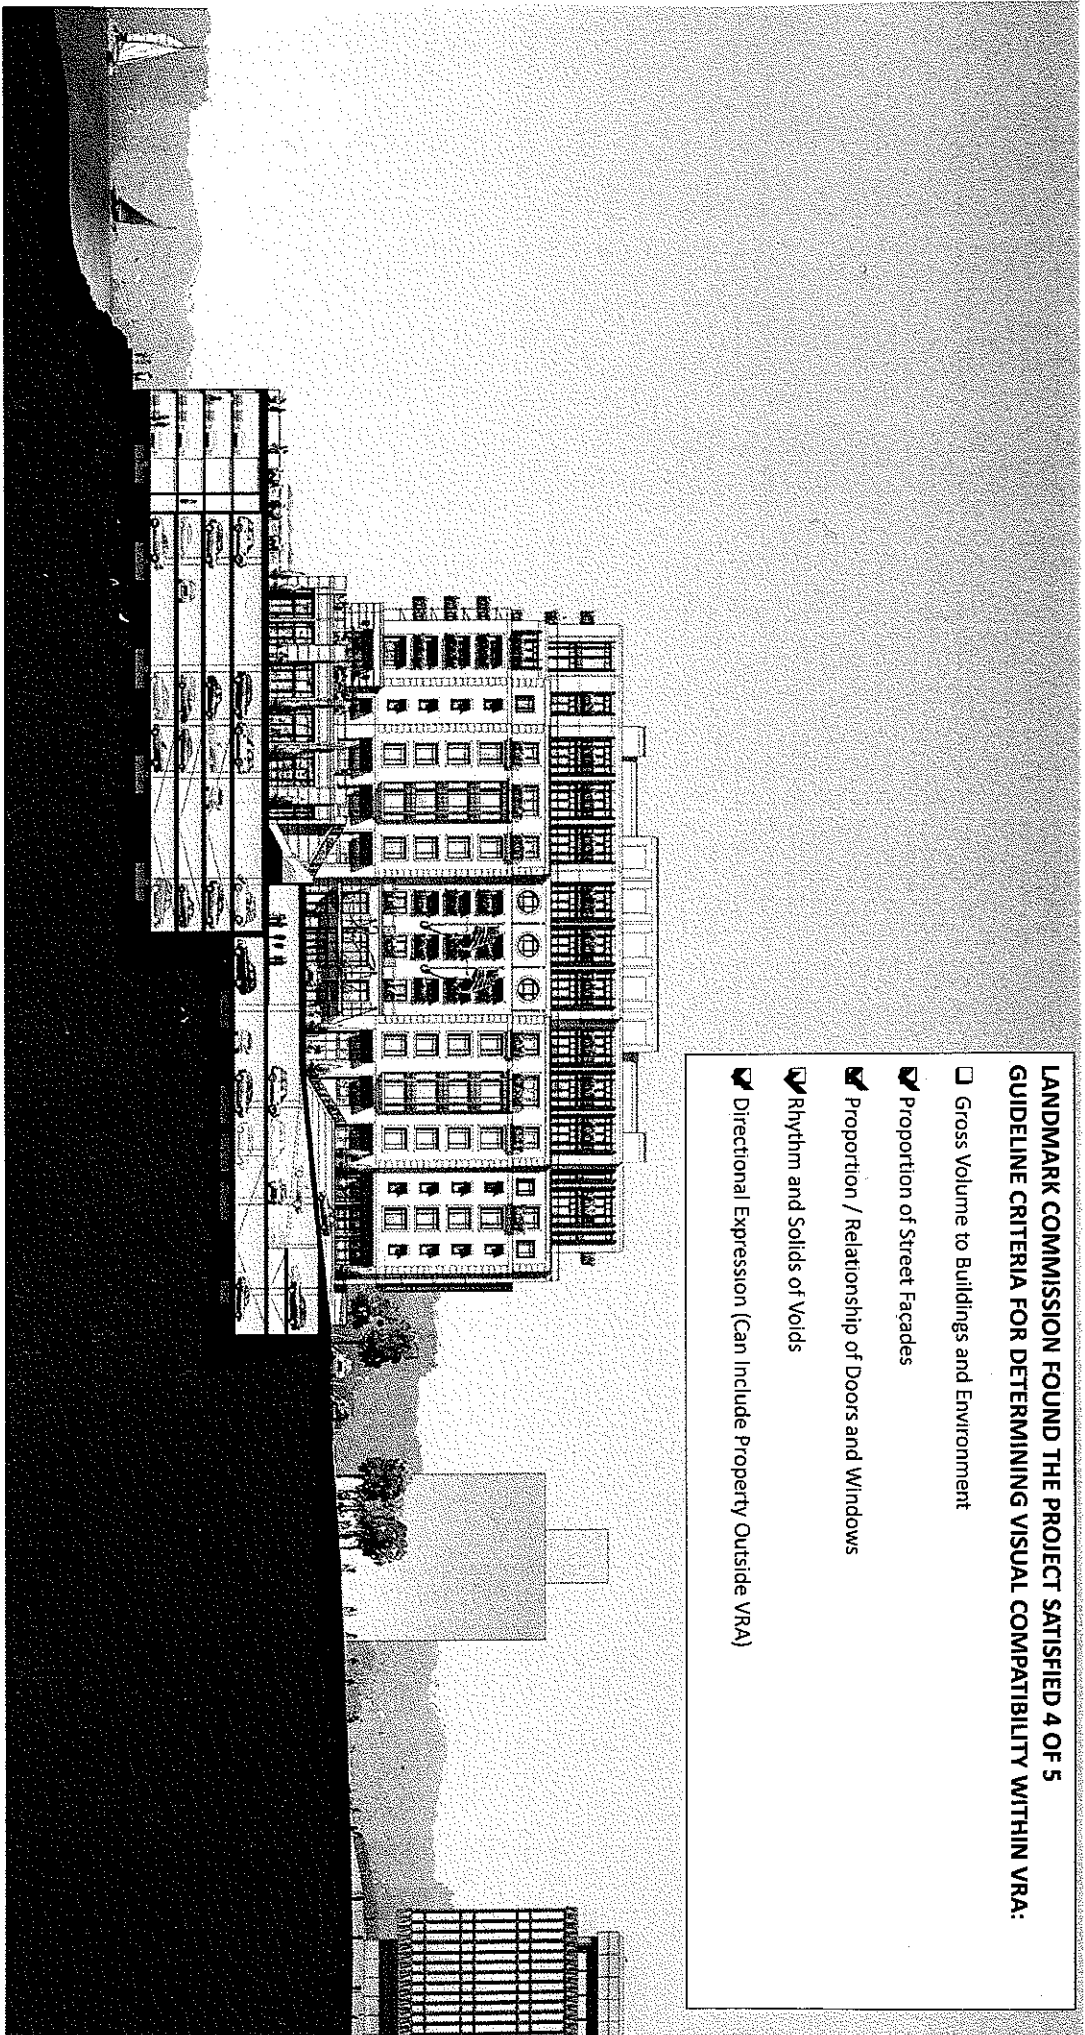 LANDMARK COMMISSION FOUND THE PROJECT SATISFIED 4 OF 5
GUIDELINE CRITERIA FOR DETERMINING VISUAL COMPATIBILITY WITHIN VRA:
☐ Gross Volume to Buildings and Environment
☑ Proportion of Street Façades
☑ Proportion / Relationship of Doors and Windows
☑ Rhythm and Solids of Voids
☑ Directional Expression (Can Include Property Outside VRA)